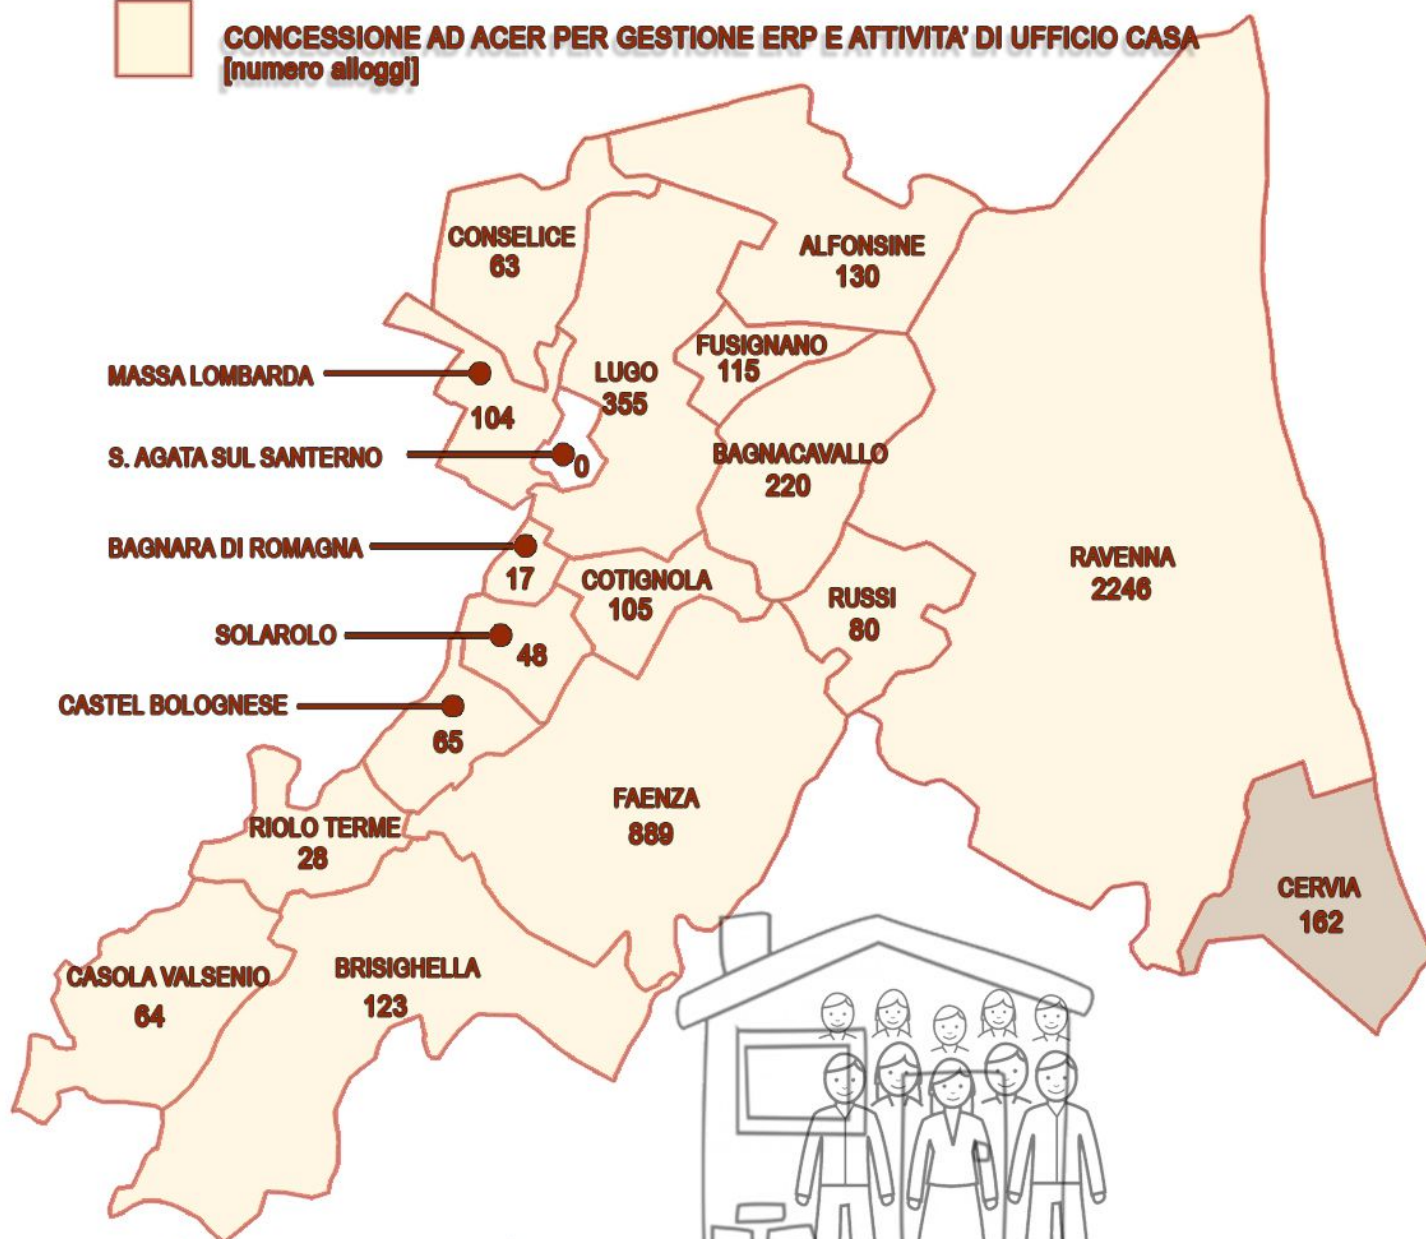 CONCESSIONE AD ACER PER GESTIONE ERP E ATTIVITA' DI UFFICIO CASA
[numero alloggi]
CONSELICE
63
ALFONSINE
130
FUSIGNANO
115
MASSA LOMBARDA
104
LUGO
355
S. AGATA SUL SANTERNO
0
BAGNACAVALLO
220
BAGNARA DI ROMAGNA
17
COTIGNOLA
105
RAVENNA
2246
RUSSI
80
SOLAROLO
48
CASTEL BOLOGNESE
65
FAENZA
889
RIOLO TERME
28
CERVIA
162
CASOLA VALSENIO
64
BRISIGHELLA
123